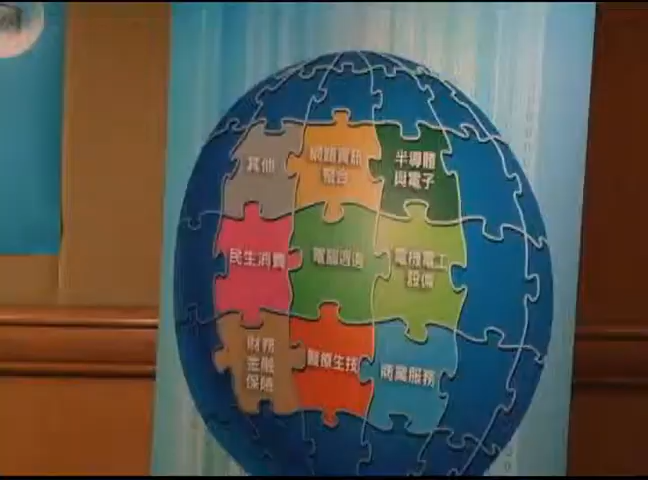 其他
網路資訊
整合
半導體
與電子
民生消費
電腦週邊
電機電工
設備
財務
金融
保險
醫療生技
商業服務